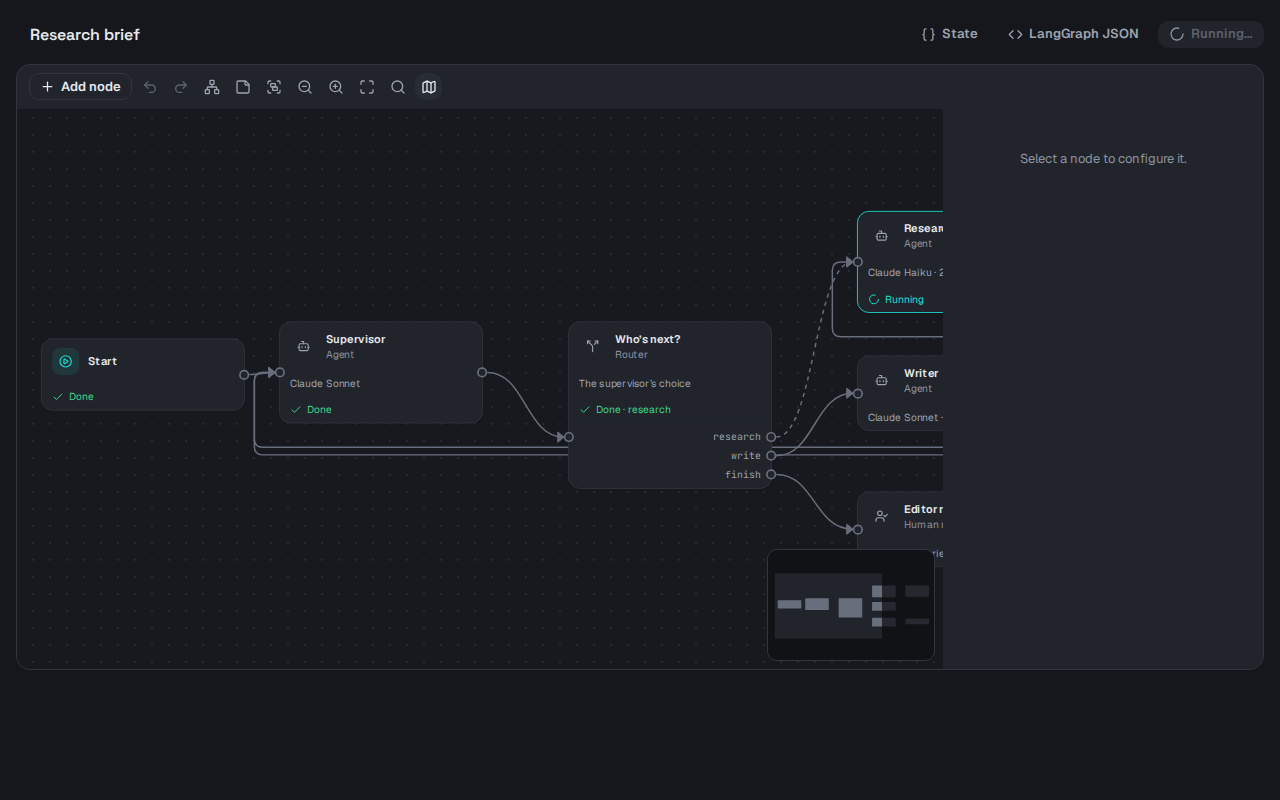 Research brief
State
LangGraph JSON
Running...
Add node
Select a node to configure it.
Start
Done
Supervisor
Agent
Claude Sonnet
Done
Who's next?
Router
The supervisor's choice
Done · research
research
write
finish
Resear
Agent
Claude Haiku · 2
Running
Writer
Agent
Claude Sonnet ·
Editor r
Human r